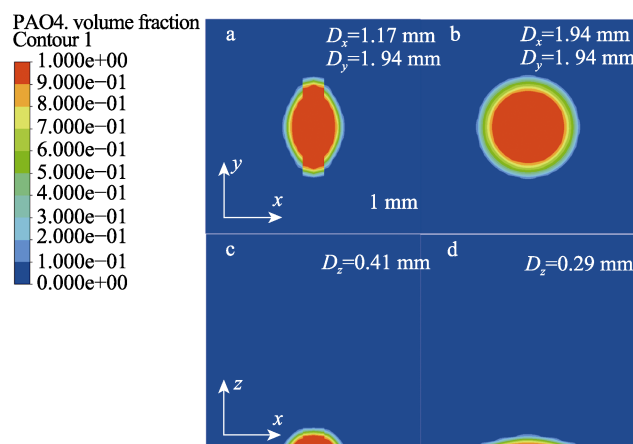 PAO4. volume fraction
Contour 1
1.000e+00
9.000e−01
8.000e−01
7.000e−01
6.000e−01
5.000e−01
4.000e−01
3.000e−01
2.000e−01
1.000e−01
0.000e+00
a
Dx=1.17 mm
Dy=1. 94 mm
y
x
1 mm
b
Dx=1.94 mm
Dy=1. 94 mm
c
Dz=0.41 mm
z
x
d
Dz=0.29 mm